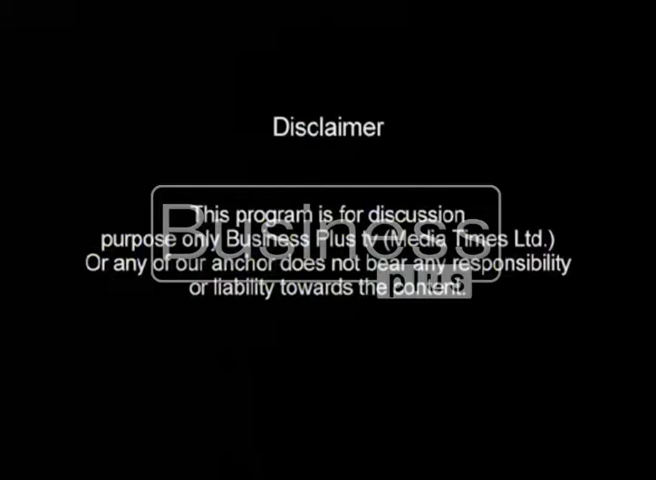 Disclaimer
This program is for discussion
purpose only Business Plus tv (Media Times Ltd.)
Or any of our anchor does not bear any responsibility
or liability towards the content.
Business
plus